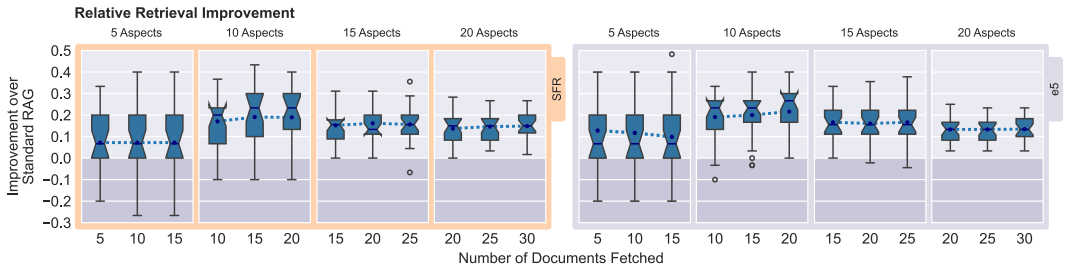 Relative Retrieval Improvement
5 Aspects 10 Aspects 15 Aspects 20 Aspects 5 Aspects 10 Aspects 15 Aspects 20 Aspects
Improvement over
Standard RAG
0.5
0.4
0.3
0.2
0.1
0.0
−0.1
−0.2
−0.3
SFR
e5
5 10 15 10 15 20 15 20 25 20 25 30 5 10 15 10 15 20 15 20 25 20 25 30
Number of Documents Fetched